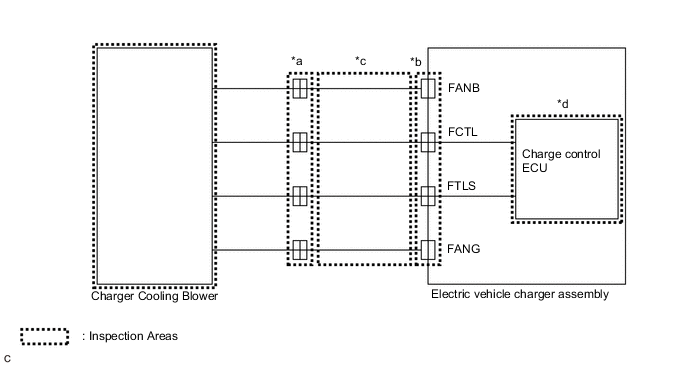 *a
*c
*b
FANB
*d
FCTL
Charge control
ECU
FTLS
FANG
Charger Cooling Blower
Electric vehicle charger assembly
: Inspection Areas
C